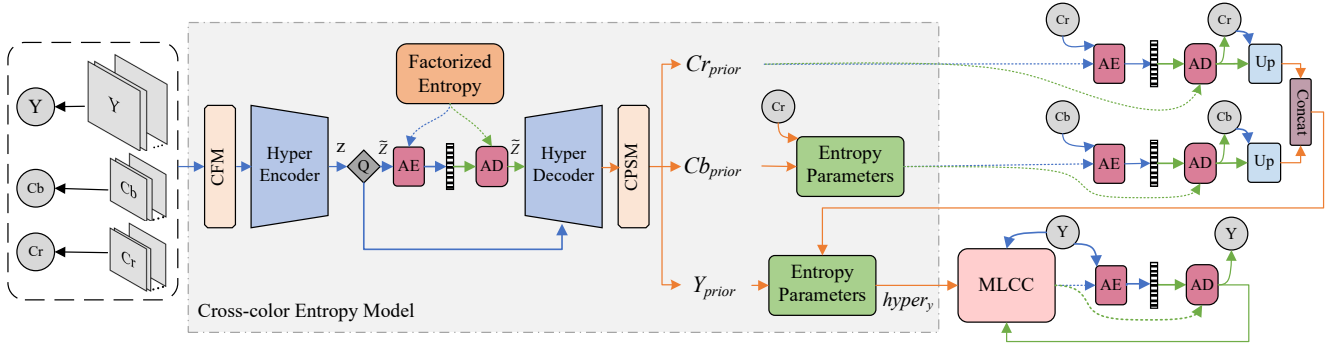 Y
Y
Cb
Cb
Cr
Cr
CFM
Hyper
Encoder
z
Q
z̃
AE
Factorized
Entropy
AD
z̃
Hyper
Decoder
CPSM
Cr_prior
Cb_prior
Y_prior
Cr
Entropy
Parameters
Entropy
Parameters
hyper_y
Cross-color Entropy Model
Cr
AE
AD
Cr
Up
Cb
AE
AD
Cb
Up
Concat
MLCC
Y
AE
AD
Y